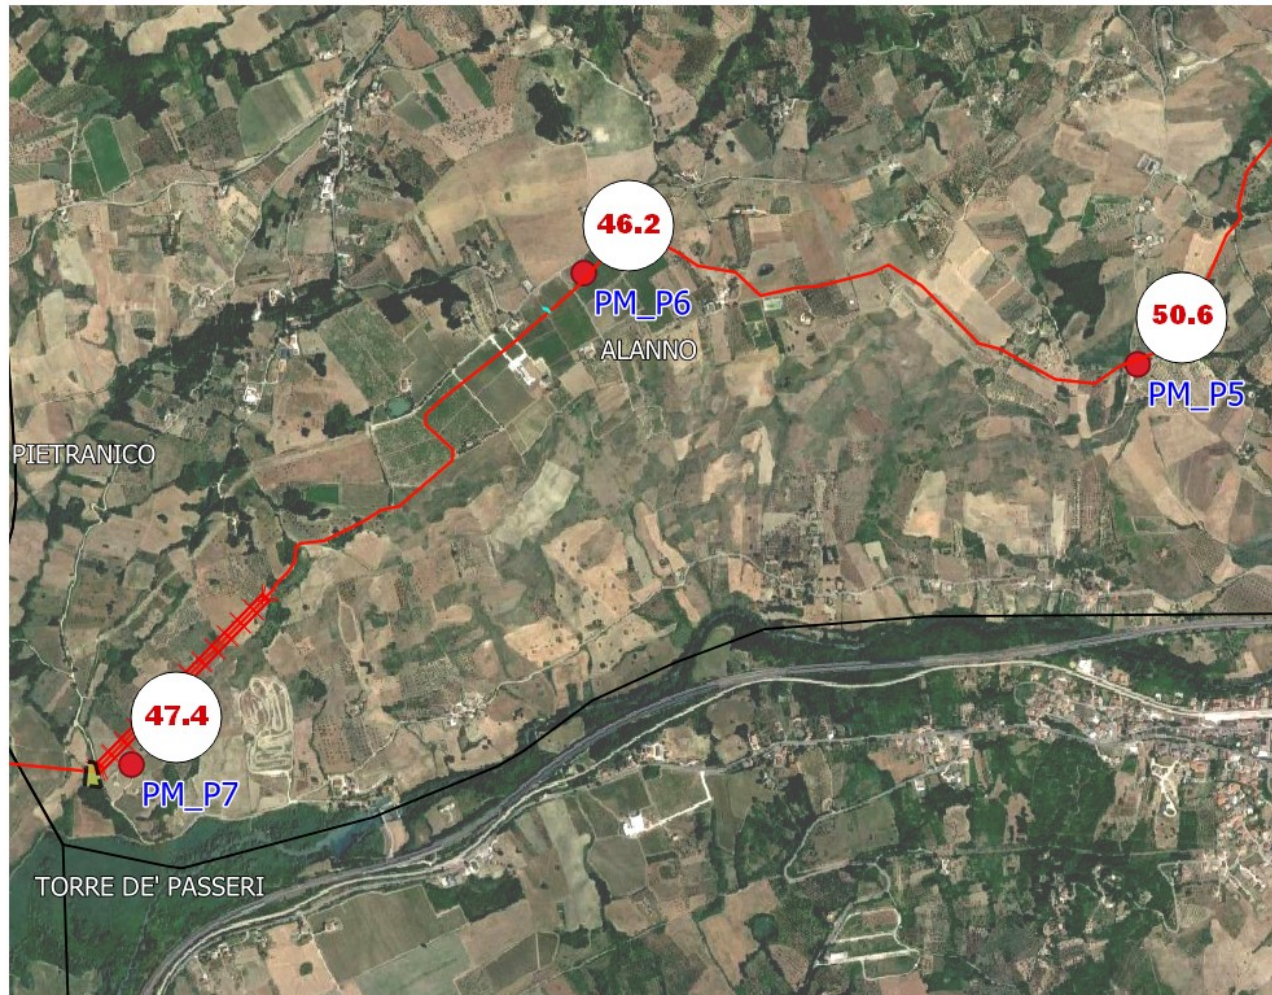 46.2
PM_P6
50.6
ALANNO
PM_P5
PIETRANICO
47.4
PM_P7
TORRE DE' PASSERI